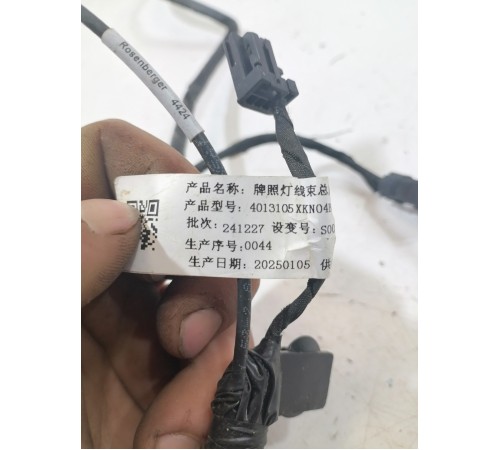 Rosenberger 4424
产品名称: 牌照灯线束总
产品型号: 4013105XKN04
批次: 241227 设变号: S00
生产序号:0044
生产日期: 20250105 供